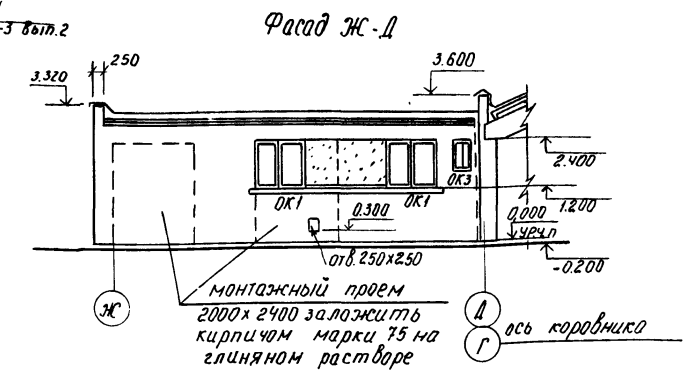 -3 вып.2
Фасад Ж-Д
250
3.600
3.320
2.400
ОК3
ОК1
ОК1
1.200
0.300
0,000
ур.ч.п
отв. 250х250
-0.200
монтажный проем
2000х2400 заложить
кирпичом марки 75 на
глиняном растворе
Ж
Д
Г
ось коровника